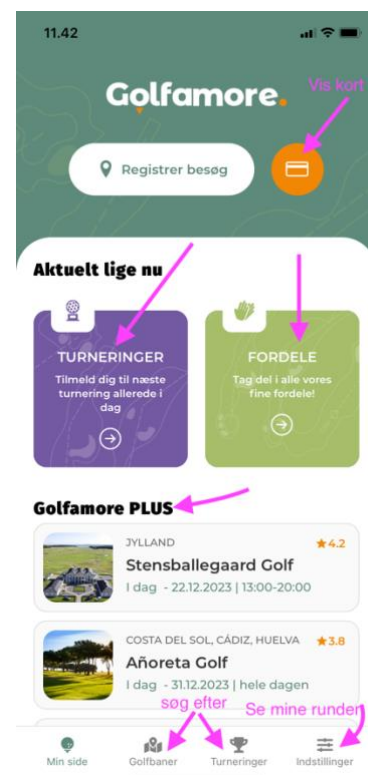 11.42
Golfamore.
Vis kort
Registrer besøg
Aktuelt lige nu
TURNERINGER
Tilmeld dig til næste
turnering allerede i
dag
FORDELE
Tag del i alle vores
fine fordele!
Golfamore PLUS
JYLLAND
4.2
Stensballegaard Golf
I dag - 22.12.2023 | 13:00-20:00
COSTA DEL SOL, CÁDIZ, HUELVA
3.8
Añoreta Golf
I dag - 31.12.2023 | hele dagen
søg efter
Se mine runder
Min side
Golfbaner
Turneringer
Indstillinger